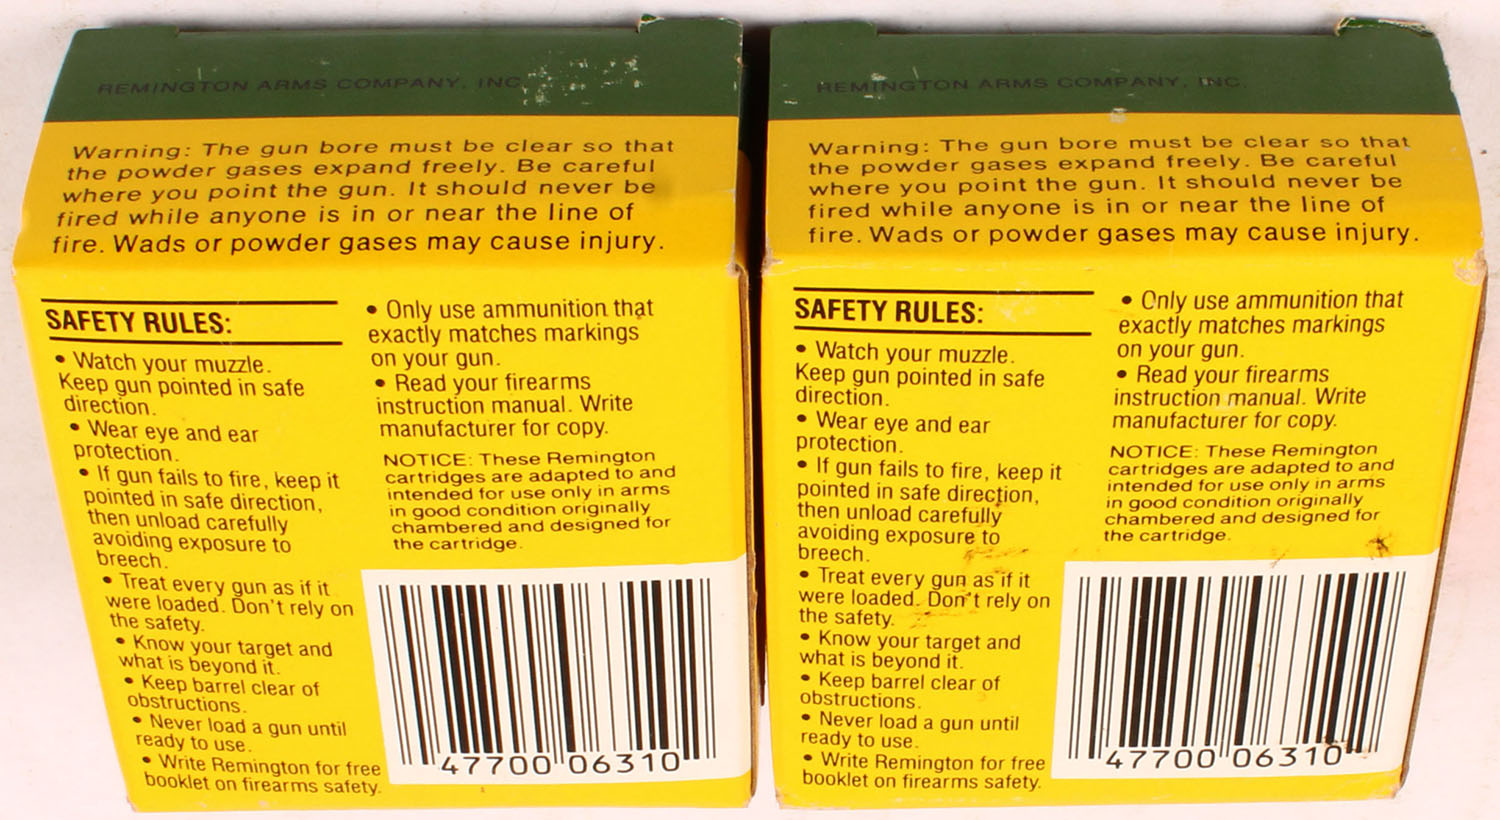 REMINGTON ARMS COMPANY, INC.
Warning: The gun bore must be clear so that
the powder gases expand freely. Be careful
where you point the gun. It should never be
fired while anyone is in or near the line of
fire. Wads or powder gases may cause injury.
SAFETY RULES:
• Watch your muzzle.
Keep gun pointed in safe
direction.
• Wear eye and ear
protection.
• If gun fails to fire, keep it
pointed in safe direction,
then unload carefully
avoiding exposure to
breech.
• Treat every gun as if it
were loaded. Don't rely on
the safety.
• Know your target and
what is beyond it.
• Keep barrel clear of
obstructions.
• Never load a gun until
ready to use.
• Write Remington for free
booklet on firearms safety.
• Only use ammunition that
exactly matches markings
on your gun.
• Read your firearms
instruction manual. Write
manufacturer for copy.
NOTICE: These Remington
cartridges are adapted to and
intended for use only in arms
in good condition originally
chambered and designed for
the cartridge.
47700 06310
REMINGTON ARMS COMPANY, INC.
Warning: The gun bore must be clear so that
the powder gases expand freely. Be careful
where you point the gun. It should never be
fired while anyone is in or near the line of
fire. Wads or powder gases may cause injury.
SAFETY RULES:
• Watch your muzzle.
Keep gun pointed in safe
direction.
• Wear eye and ear
protection.
• If gun fails to fire, keep it
pointed in safe direction,
then unload carefully
avoiding exposure to
breech.
• Treat every gun as if it
were loaded. Don't rely on
the safety.
• Know your target and
what is beyond it.
• Keep barrel clear of
obstructions.
• Never load a gun until
ready to use.
• Write Remington for free
booklet on firearms safety.
• Only use ammunition that
exactly matches markings
on your gun.
• Read your firearms
instruction manual. Write
manufacturer for copy.
NOTICE: These Remington
cartridges are adapted to and
intended for use only in arms
in good condition originally
chambered and designed for
the cartridge.
47700 06310